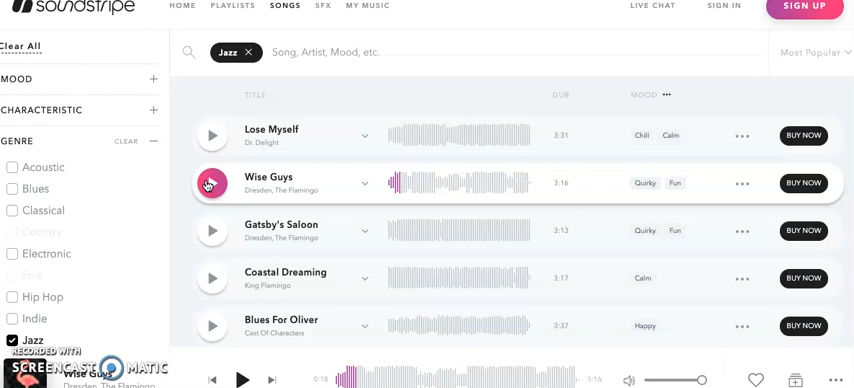 soundstripe
HOME PLAYLISTS SONGS SFX MY MUSIC LIVE CHAT SIGN IN SIGN UP
Clear All
Jazz × Song, Artist, Mood, etc. Most Popular
MOOD +
CHARACTERISTIC +
GENRE CLEAR −
Acoustic
Blues
Classical
Country
Electronic
Folk
Hip Hop
Indie
Jazz
TITLE DUR MOOD •••
Lose Myself
Dr. Delight
3:31 Chill Calm ••• BUY NOW
Wise Guys
Dresden, The Flamingo
3:16 Quirky Fun ••• BUY NOW
Gatsby's Saloon
Dresden, The Flamingo
3:13 Quirky Fun ••• BUY NOW
Coastal Dreaming
King Flamingo
3:17 Calm ••• BUY NOW
Blues For Oliver
Cast Of Characters
3:37 Happy ••• BUY NOW
RECORDED WITH
SCREENCAST MATIC
Wise Guys
Dresden, The Flamingo
0:18 3:16